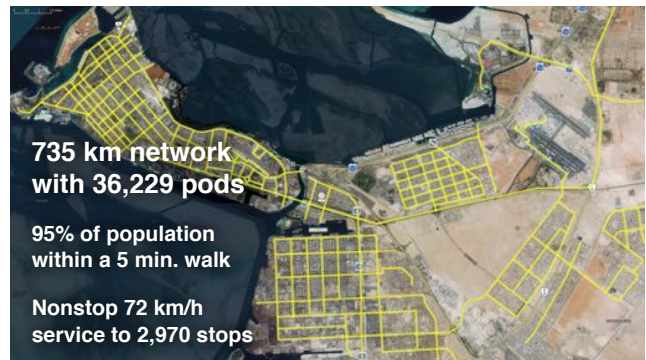 735 km network
with 36,229 pods
95% of population
within a 5 min. walk
Nonstop 72 km/h
service to 2,970 stops